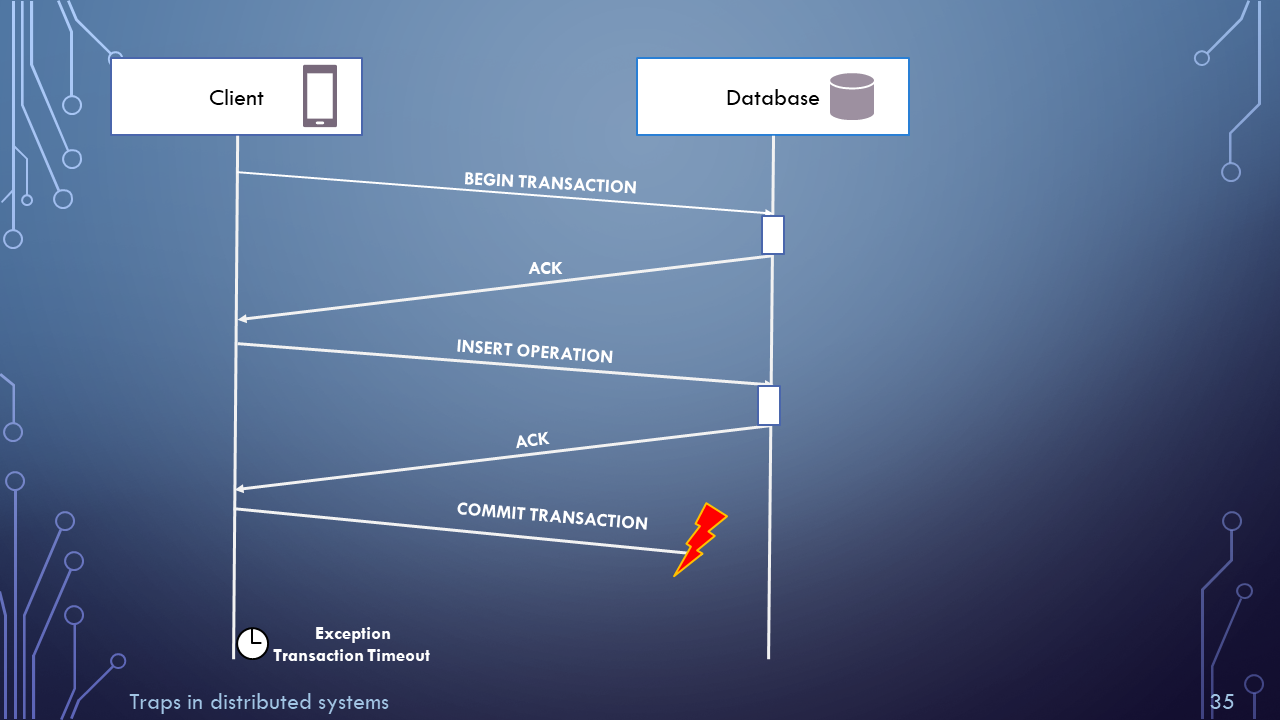 Client
Database
BEGIN TRANSACTION
ACK
INSERT OPERATION
ACK
COMMIT TRANSACTION
Exception
Transaction Timeout
Traps in distributed systems
35